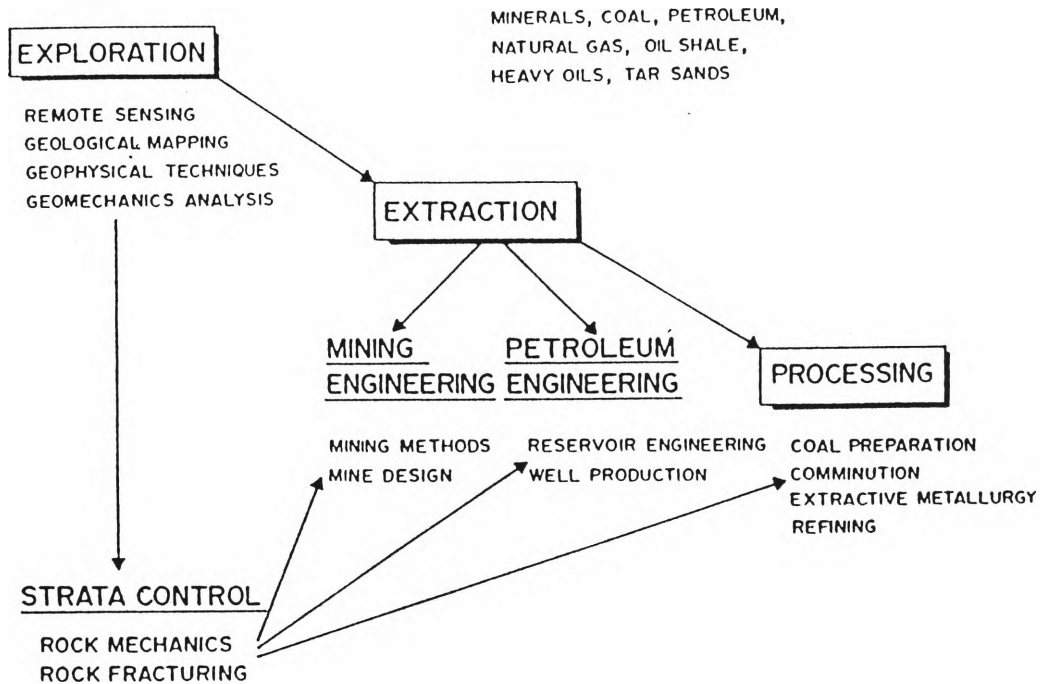 MINERALS, COAL, PETROLEUM,
NATURAL GAS, OIL SHALE,
HEAVY OILS, TAR SANDS
EXPLORATION
REMOTE SENSING
GEOLOGICAL MAPPING
GEOPHYSICAL TECHNIQUES
GEOMECHANICS ANALYSIS
EXTRACTION
MINING
ENGINEERING
PETROLEUM
ENGINEERING
PROCESSING
MINING METHODS
MINE DESIGN
RESERVOIR ENGINEERING
WELL PRODUCTION
COAL PREPARATION
COMMINUTION
EXTRACTIVE METALLURGY
REFINING
STRATA CONTROL
ROCK MECHANICS
ROCK FRACTURING